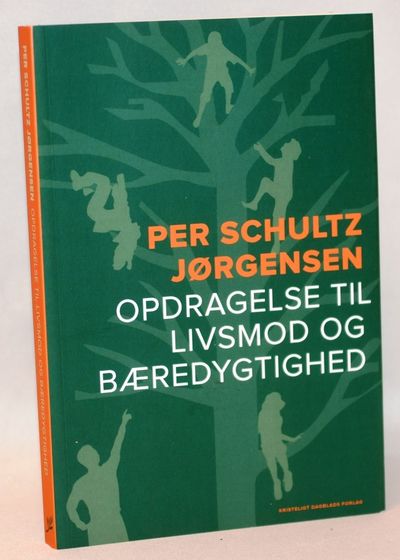 PER SCHULTZ
JØRGENSEN
OPDRAGELSE TIL
LIVSMOD OG
BÆREDYGTIGHED
KRISTELIGT DAGBLADS FORLAG
PER SCHULTZ JØRGENSEN OPDRAGELSE TIL LIVSMOD OG BÆREDYGTIGHED